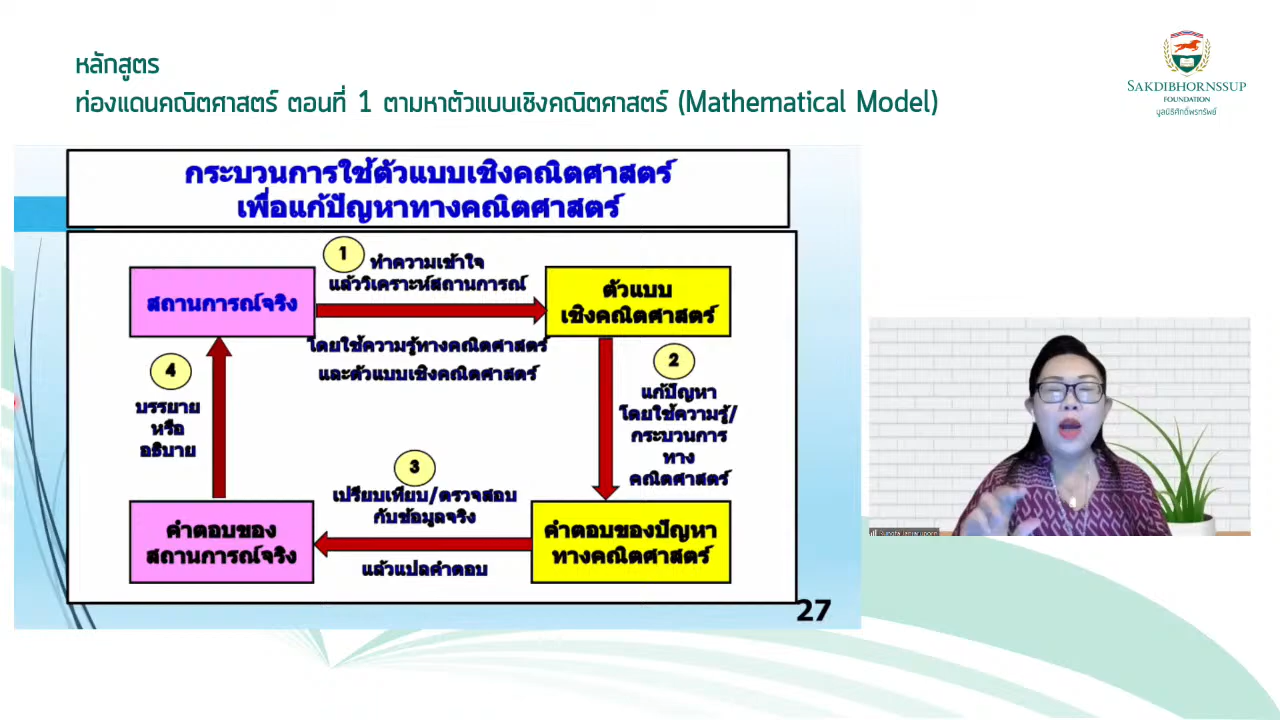 หลักสูตร
ท่องแดนคณิตศาสตร์ ตอนที่ 1 ตามหาตัวแบบเชิงคณิตศาสตร์ (Mathematical Model)
SAKDIBHORNSSUP
FOUNDATION
มูลนิธิศักดิ์พรทรัพย์
กระบวนการใช้ตัวแบบเชิงคณิตศาสตร์
เพื่อแก้ปัญหาทางคณิตศาสตร์
1
ทำความเข้าใจ
แล้ววิเคราะห์สถานการณ์
สถานการณ์จริง
ตัวแบบ
เชิงคณิตศาสตร์
โดยใช้ความรู้ทางคณิตศาสตร์
และตัวแบบเชิงคณิตศาสตร์
2
แก้ปัญหา
โดยใช้ความรู้/
กระบวนการ
ทาง
คณิตศาสตร์
4
บรรยาย
หรือ
อธิบาย
3
เปรียบเทียบ/ตรวจสอบ
กับข้อมูลจริง
คำตอบของ
สถานการณ์จริง
คำตอบของปัญหา
ทางคณิตศาสตร์
แล้วแปลคำตอบ
27